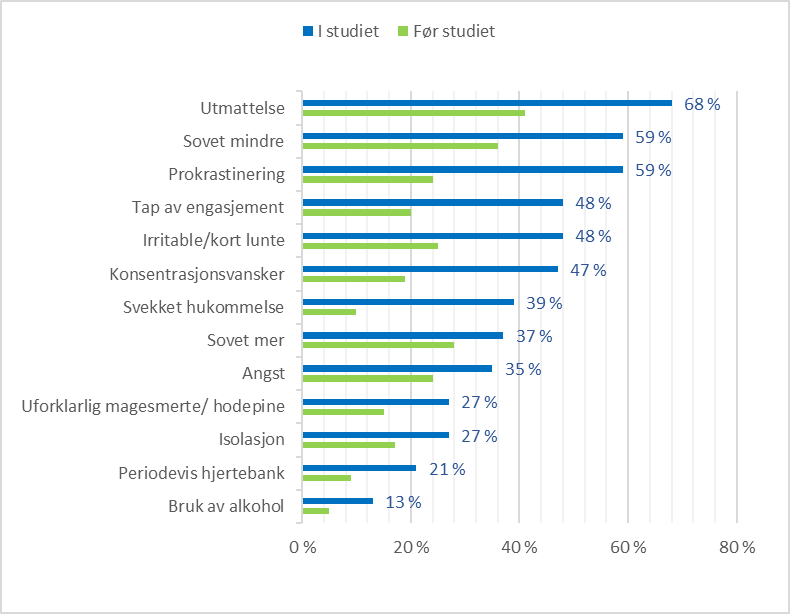 I studiet Før studiet
Utmattelse 68 %
Sovet mindre 59 %
Prokrastinering 59 %
Tap av engasjement 48 %
Irritable/kort lunte 48 %
Konsentrasjonsvansker 47 %
Svekket hukommelse 39 %
Sovet mer 37 %
Angst 35 %
Uforklarlig magesmerte/ hodepine 27 %
Isolasjon 27 %
Periodevis hjertebank 21 %
Bruk av alkohol 13 %
0 % 20 % 40 % 60 % 80 %